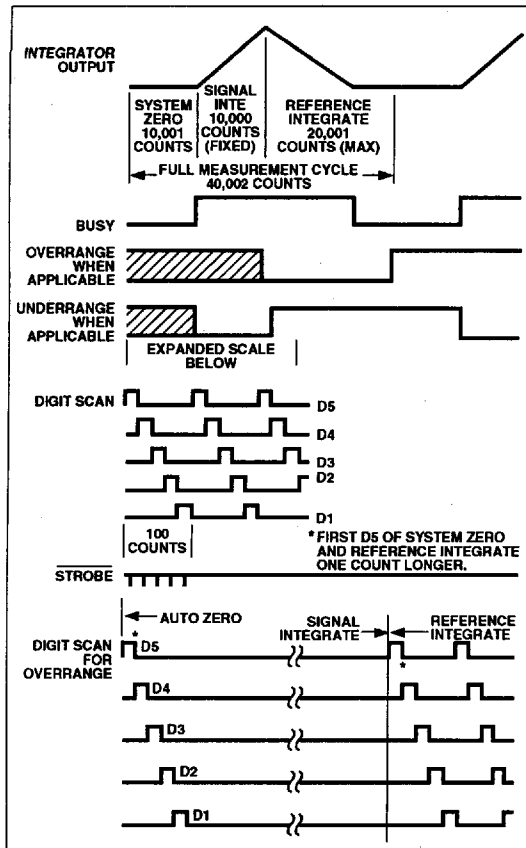 INTEGRATOR
OUTPUT
SYSTEM
ZERO
10,001
COUNTS
SIGNAL
INTE
10,000
COUNTS
(FIXED)
REFERENCE
INTEGRATE
20,001
COUNTS (MAX)
FULL MEASUREMENT CYCLE
40,002 COUNTS
BUSY
OVERRANGE
WHEN
APPLICABLE
UNDERRANGE
WHEN
APPLICABLE
EXPANDED SCALE
BELOW
DIGIT SCAN
D5
D4
D3
D2
D1
100
COUNTS
* FIRST D5 OF SYSTEM ZERO
AND REFERENCE INTEGRATE
ONE COUNT LONGER.
STROBE
AUTO ZERO
SIGNAL
INTEGRATE
REFERENCE
INTEGRATE
DIGIT SCAN
FOR
OVERRANGE
* D5
*
D4
D3
D2
D1